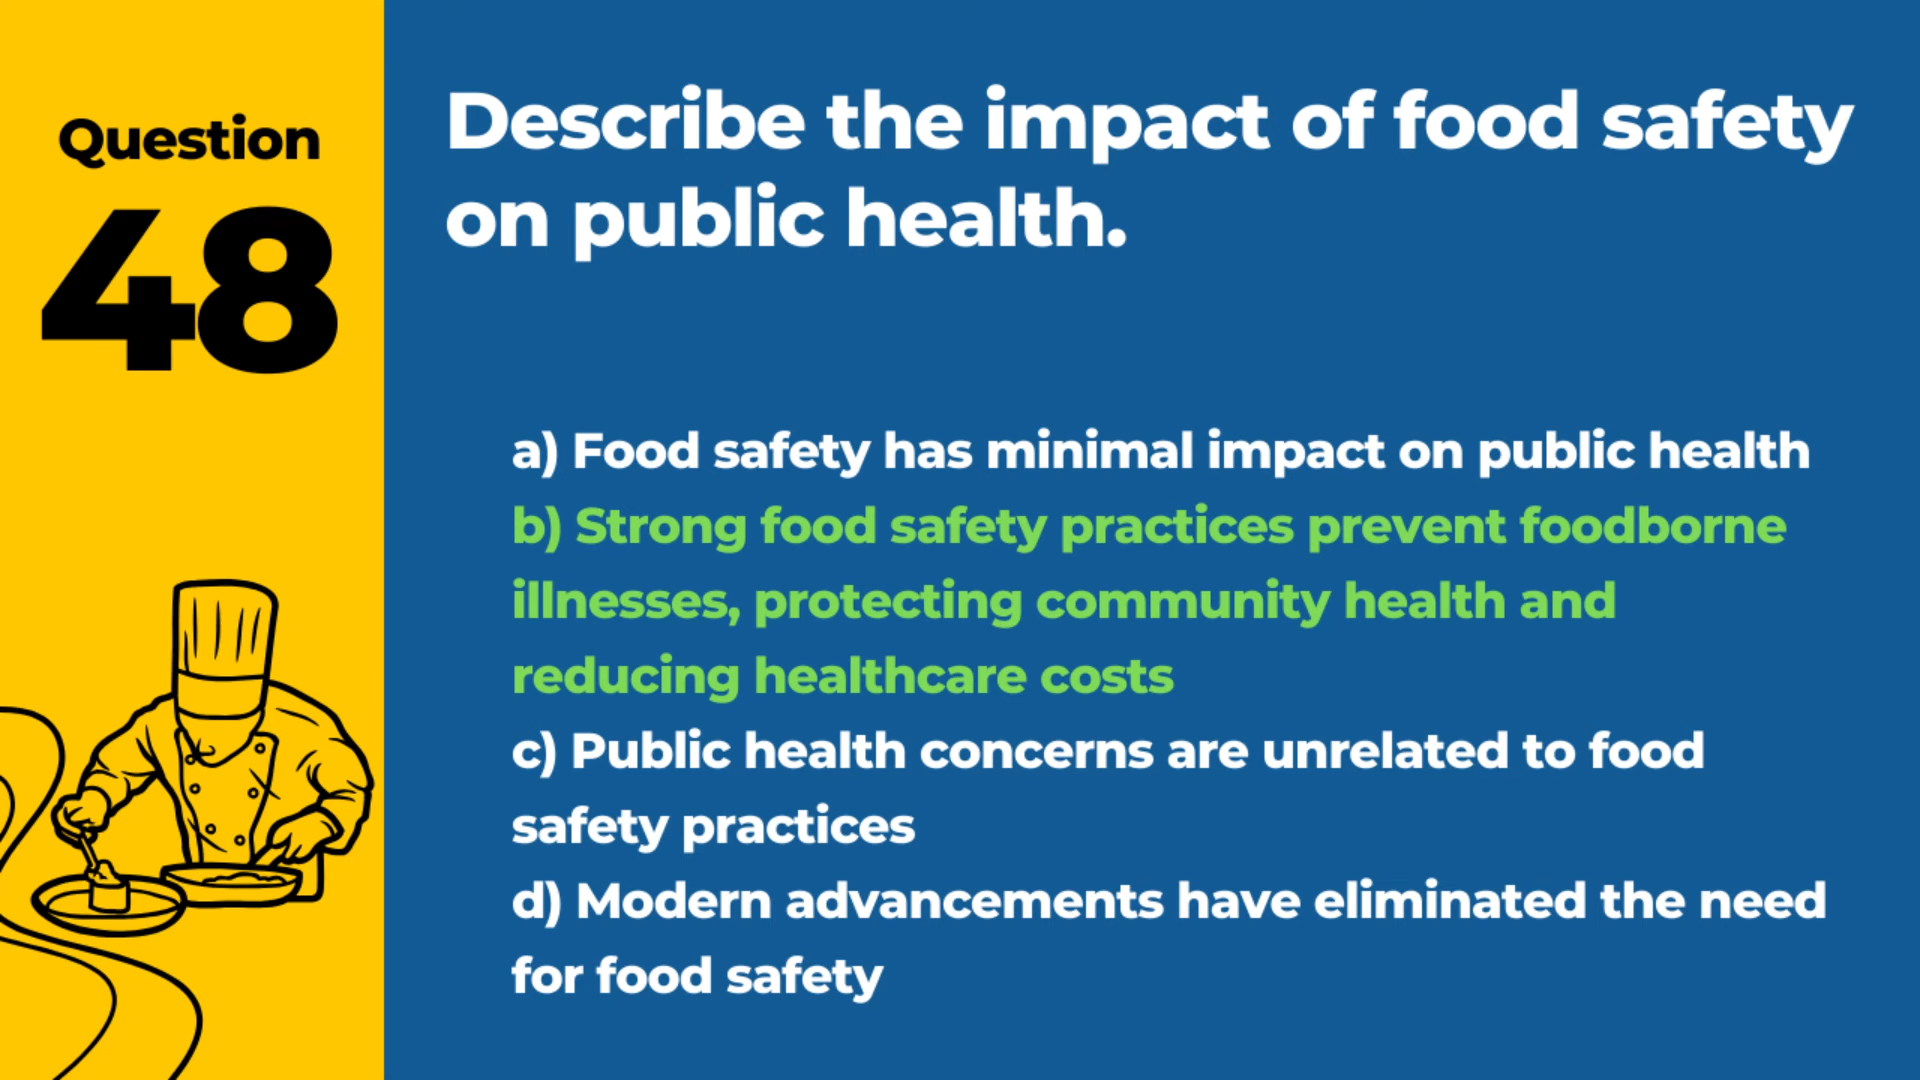 Question
48
Describe the impact of food safety
on public health.
a) Food safety has minimal impact on public health
b) Strong food safety practices prevent foodborne
illnesses, protecting community health and
reducing healthcare costs
c) Public health concerns are unrelated to food
safety practices
d) Modern advancements have eliminated the need
for food safety